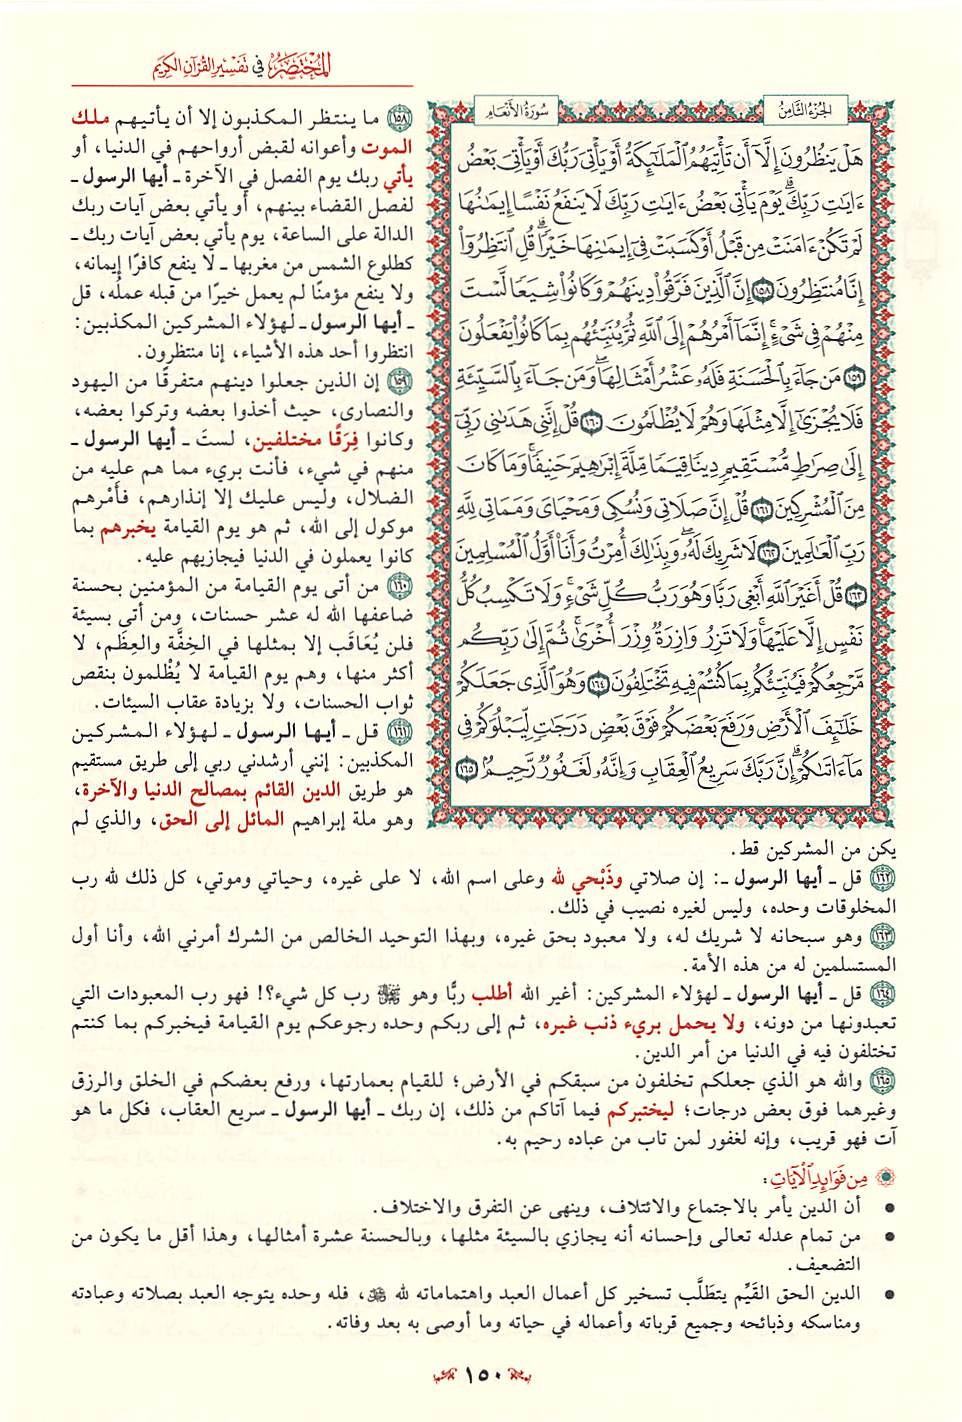 المختصر في تفسير القرآن الكريم
الجزء الثامن
سورة الأنعام
هَلْ يَنظُرُونَ إِلَّآ أَن تَأْتِيَهُمُ ٱلْمَلَٰٓئِكَةُ أَوْ يَأْتِىَ رَبُّكَ أَوْ يَأْتِىَ بَعْضُ
ءَايَٰتِ رَبِّكَۗ يَوْمَ يَأْتِى بَعْضُ ءَايَٰتِ رَبِّكَ لَا يَنفَعُ نَفْسًا إِيمَٰنُهَا
لَمْ تَكُنْ ءَامَنَتْ مِن قَبْلُ أَوْ كَسَبَتْ فِىٓ إِيمَٰنِهَا خَيْرًاۗ قُلِ ٱنتَظِرُوٓا۟
إِنَّا مُنتَظِرُونَ ١٥٨ إِنَّ ٱلَّذِينَ فَرَّقُوا۟ دِينَهُمْ وَكَانُوا۟ شِيَعًا لَّسْتَ
مِنْهُمْ فِى شَىْءٍۚ إِنَّمَآ أَمْرُهُمْ إِلَى ٱللَّهِ ثُمَّ يُنَبِّئُهُم بِمَا كَانُوا۟ يَفْعَلُونَ
١٥٩ مَن جَآءَ بِٱلْحَسَنَةِ فَلَهُۥ عَشْرُ أَمْثَالِهَاۖ وَمَن جَآءَ بِٱلسَّيِّئَةِ
فَلَا يُجْزَىٰٓ إِلَّا مِثْلَهَا وَهُمْ لَا يُظْلَمُونَ ١٦٠ قُلْ إِنَّنِى هَدَىٰنِى رَبِّىٓ
إِلَىٰ صِرَٰطٍ مُّسْتَقِيمٍ دِينًا قِيَمًا مِّلَّةَ إِبْرَٰهِيمَ حَنِيفًاۚ وَمَا كَانَ
مِنَ ٱلْمُشْرِكِينَ ١٦١ قُلْ إِنَّ صَلَاتِى وَنُسُكِى وَمَحْيَاىَ وَمَمَاتِى لِلَّهِ
رَبِّ ٱلْعَٰلَمِينَ ١٦٢ لَا شَرِيكَ لَهُۥۖ وَبِذَٰلِكَ أُمِرْتُ وَأَنَا۠ أَوَّلُ ٱلْمُسْلِمِينَ
١٦٣ قُلْ أَغَيْرَ ٱللَّهِ أَبْغِى رَبًّا وَهُوَ رَبُّ كُلِّ شَىْءٍۚ وَلَا تَكْسِبُ كُلُّ
نَفْسٍ إِلَّا عَلَيْهَاۚ وَلَا تَزِرُ وَازِرَةٌ وِزْرَ أُخْرَىٰۚ ثُمَّ إِلَىٰ رَبِّكُم
مَّرْجِعُكُمْ فَيُنَبِّئُكُم بِمَا كُنتُمْ فِيهِ تَخْتَلِفُونَ ١٦٤ وَهُوَ ٱلَّذِى جَعَلَكُمْ
خَلَٰٓئِفَ ٱلْأَرْضِ وَرَفَعَ بَعْضَكُمْ فَوْقَ بَعْضٍ دَرَجَٰتٍ لِّيَبْلُوَكُمْ فِى
مَآ ءَاتَىٰكُمْۗ إِنَّ رَبَّكَ سَرِيعُ ٱلْعِقَابِ وَإِنَّهُۥ لَغَفُورٌ رَّحِيمٌۢ ١٦٥
١٥٨ ما ينتظر المكذبون إلا أن يأتيهم ملك
الموت وأعوانه لقبض أرواحهم في الدنيا، أو
يأتي ربك يوم الفصل في الآخرة ـ أيها الرسول ـ
لفصل القضاء بينهم، أو يأتي بعض آيات ربك
الدالة على الساعة، يوم يأتي بعض آيات ربك ـ
كطلوع الشمس من مغربها ـ لا ينفع كافرًا إيمانه،
ولا ينفع مؤمنًا لم يعمل خيرًا من قبله عملُه، قل
ـ أيها الرسول ـ لهؤلاء المشركين المكذبين:
انتظروا أحد هذه الأشياء، إنا منتظرون.
١٥٩ إن الذين جعلوا دينهم متفرقًا من اليهود
والنصارى، حيث أخذوا بعضه وتركوا بعضه،
وكانوا فِرَقًا مختلفين، لستَ ـ أيها الرسول ـ
منهم في شيء، فأنت بريء مما هم عليه من
الضلال، وليس عليك إلا إنذارهم، فأَمْرهم
موكول إلى الله، ثم هو يوم القيامة يخبرهم بما
كانوا يعملون في الدنيا فيجازيهم عليه.
١٦٠ من أتى يوم القيامة من المؤمنين بحسنة
ضاعفها الله له عشر حسنات، ومن أتى بسيئة
فلن يُعَاقَب إلا بمثلها في الخِفَّة والعِظَم، لا
أكثر منها، وهم يوم القيامة لا يُظْلمون بنقص
ثواب الحسنات، ولا بزيادة عقاب السيئات.
١٦١ قل ـ أيها الرسول ـ لهؤلاء المشركين
المكذبين: إنني أرشدني ربي إلى طريق مستقيم
هو طريق الدين القائم بمصالح الدنيا والآخرة،
وهو ملة إبراهيم المائل إلى الحق، والذي لم
يكن من المشركين قط.
١٦٢ قل ـ أيها الرسول ـ: إن صلاتي وذَبْحي لله وعلى اسم الله، لا على غيره، وحياتي وموتي، كل ذلك لله رب
المخلوقات وحده، وليس لغيره نصيب في ذلك.
١٦٣ وهو سبحانه لا شريك له، ولا معبود بحق غيره، وبهذا التوحيد الخالص من الشرك أمرني الله، وأنا أول
المستسلمين له من هذه الأمة.
١٦٤ قل ـ أيها الرسول ـ لهؤلاء المشركين: أغير الله أطلب ربًّا وهو ﷻ رب كل شيء؟! فهو رب المعبودات التي
تعبدونها من دونه، ولا يحمل بريء ذنب غيره، ثم إلى ربكم وحده رجوعكم يوم القيامة فيخبركم بما كنتم
تختلفون فيه في الدنيا من أمر الدين.
١٦٥ والله هو الذي جعلكم تخلفون من سبقكم في الأرض؛ للقيام بعمارتها، ورفع بعضكم في الخلق والرزق
وغيرهما فوق بعض درجات؛ ليختبركم فيما آتاكم من ذلك، إن ربك ـ أيها الرسول ـ سريع العقاب، فكل ما هو
آت فهو قريب، وإنه لغفور لمن تاب من عباده رحيم به.
من فوائد الآيات:
• أن الدين يأمر بالاجتماع والائتلاف، وينهى عن التفرق والاختلاف.
• من تمام عدله تعالى وإحسانه أنه يجازي بالسيئة مثلها، وبالحسنة عشرة أمثالها، وهذا أقل ما يكون من
التضعيف.
• الدين الحق القَيِّم يتطَلَّب تسخير كل أعمال العبد واهتماماته لله ﷻ، فله وحده يتوجه العبد بصلاته وعبادته
ومناسكه وذبائحه وجميع قرباته وأعماله في حياته وما أوصى به بعد وفاته.
١٥٠